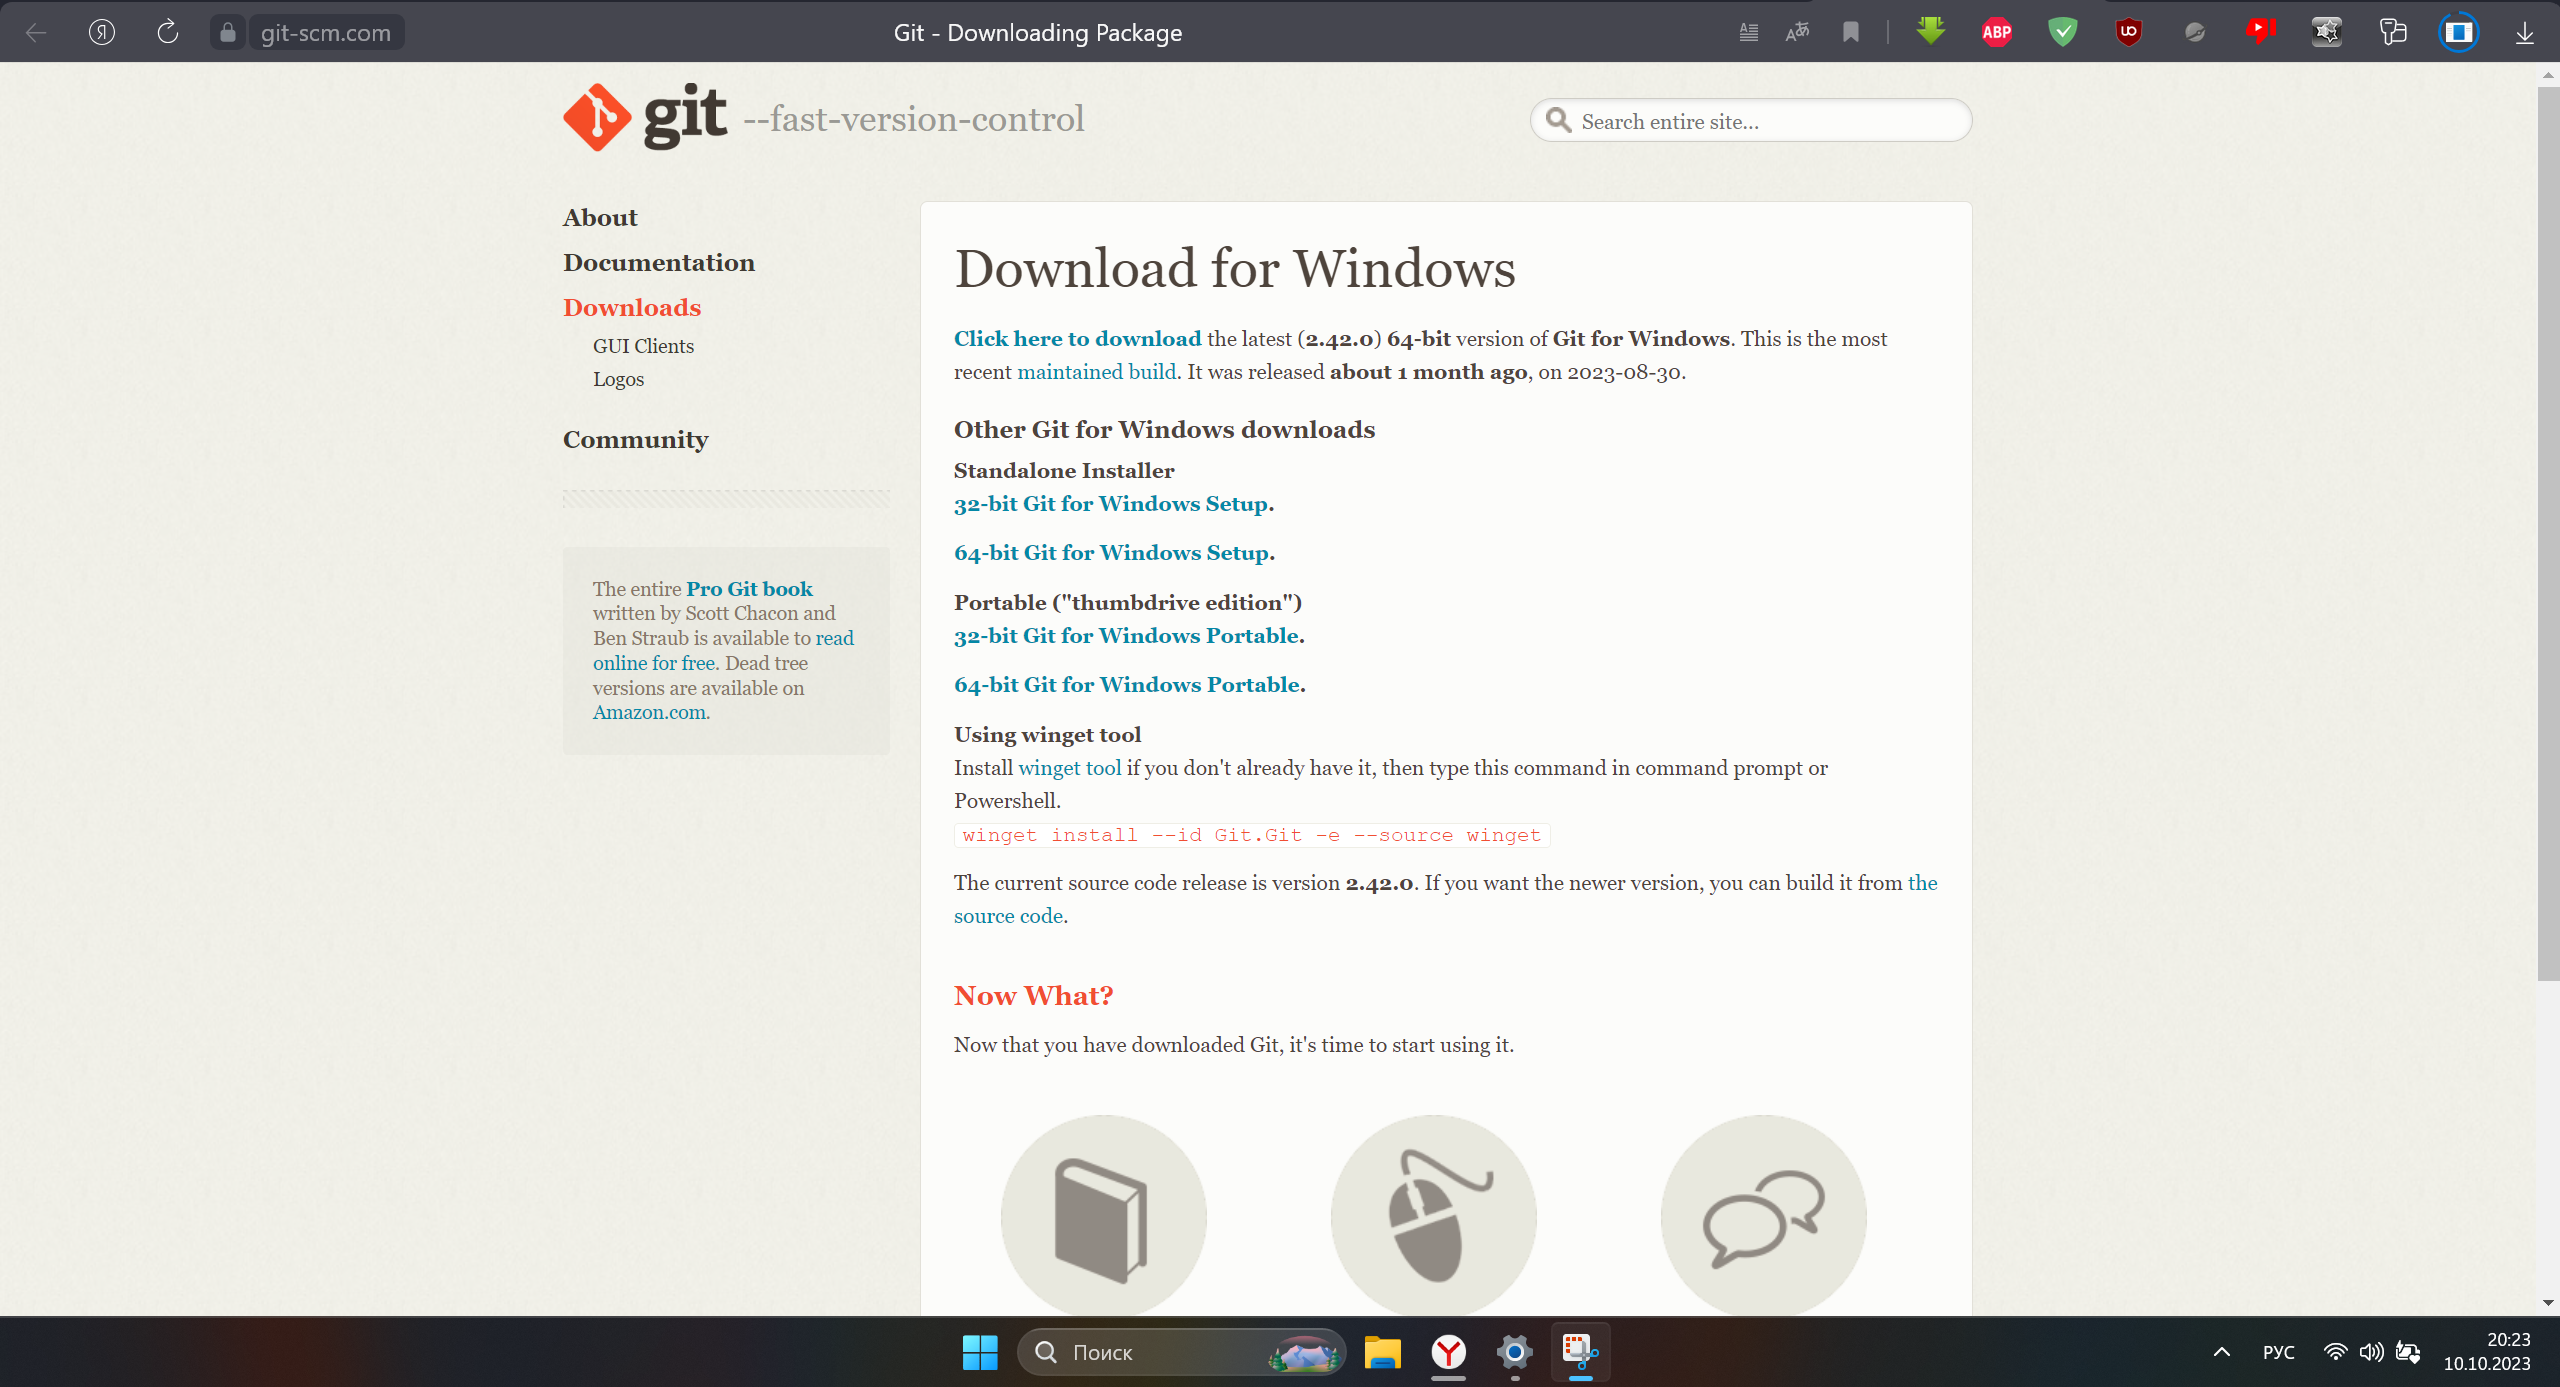 git-scm.com
Git - Downloading Package
ABP
git --fast-version-control
Search entire site...
About
Documentation
Downloads
GUI Clients
Logos
Community
The entire Pro Git book
written by Scott Chacon and
Ben Straub is available to read
online for free. Dead tree
versions are available on
Amazon.com.
Download for Windows
Click here to download the latest (2.42.0) 64-bit version of Git for Windows. This is the most
recent maintained build. It was released about 1 month ago, on 2023-08-30.
Other Git for Windows downloads
Standalone Installer
32-bit Git for Windows Setup.
64-bit Git for Windows Setup.
Portable ("thumbdrive edition")
32-bit Git for Windows Portable.
64-bit Git for Windows Portable.
Using winget tool
Install winget tool if you don't already have it, then type this command in command prompt or
Powershell.
winget install --id Git.Git -e --source winget
The current source code release is version 2.42.0. If you want the newer version, you can build it from the
source code.
Now What?
Now that you have downloaded Git, it's time to start using it.
Поиск
РУС
20:23
10.10.2023